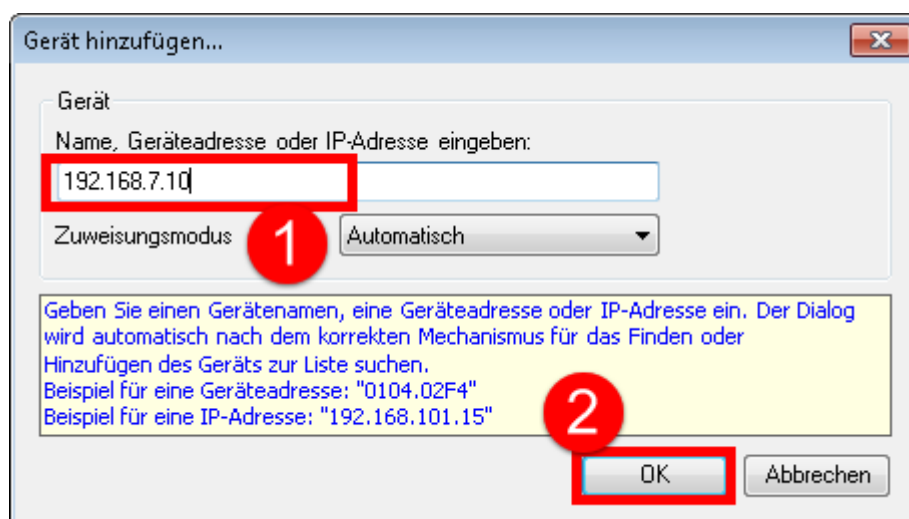 Gerät hinzufügen...
Gerät
Name, Geräteadresse oder IP-Adresse eingeben:
192.168.7.10
Zuweisungsmodus
1
Automatisch
Geben Sie einen Gerätenamen, eine Geräteadresse oder IP-Adresse ein. Der Dialog
wird automatisch nach dem korrekten Mechanismus für das Finden oder
Hinzufügen des Geräts zur Liste suchen.
Beispiel für eine Geräteadresse: "0104.02F4"
Beispiel für eine IP-Adresse: "192.168.101.15"
2
OK
Abbrechen